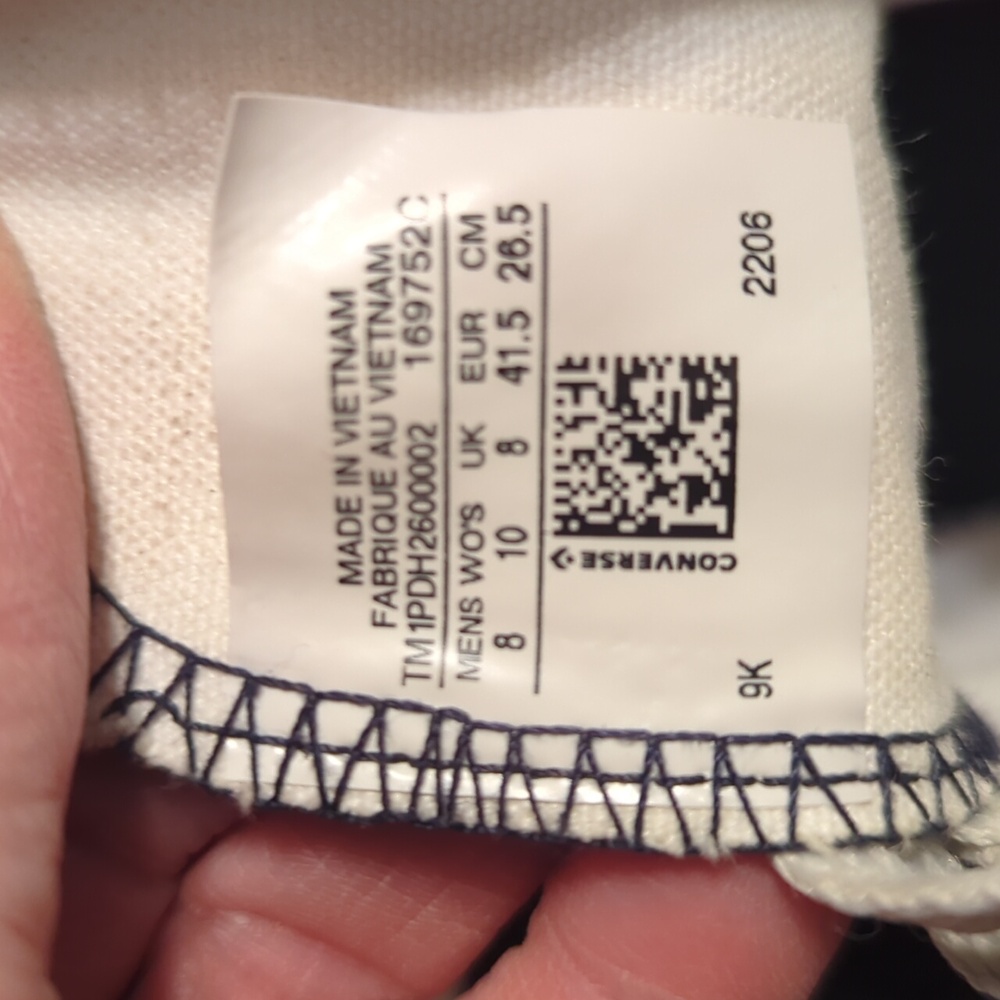 MADE IN VIETNAM
FABRIQUE AU VIETNAM
TM1PDH2600002 169752C
MENS WO'S UK EUR CM
8 10 8 41.5 26.5
CONVERSE
9K 2206